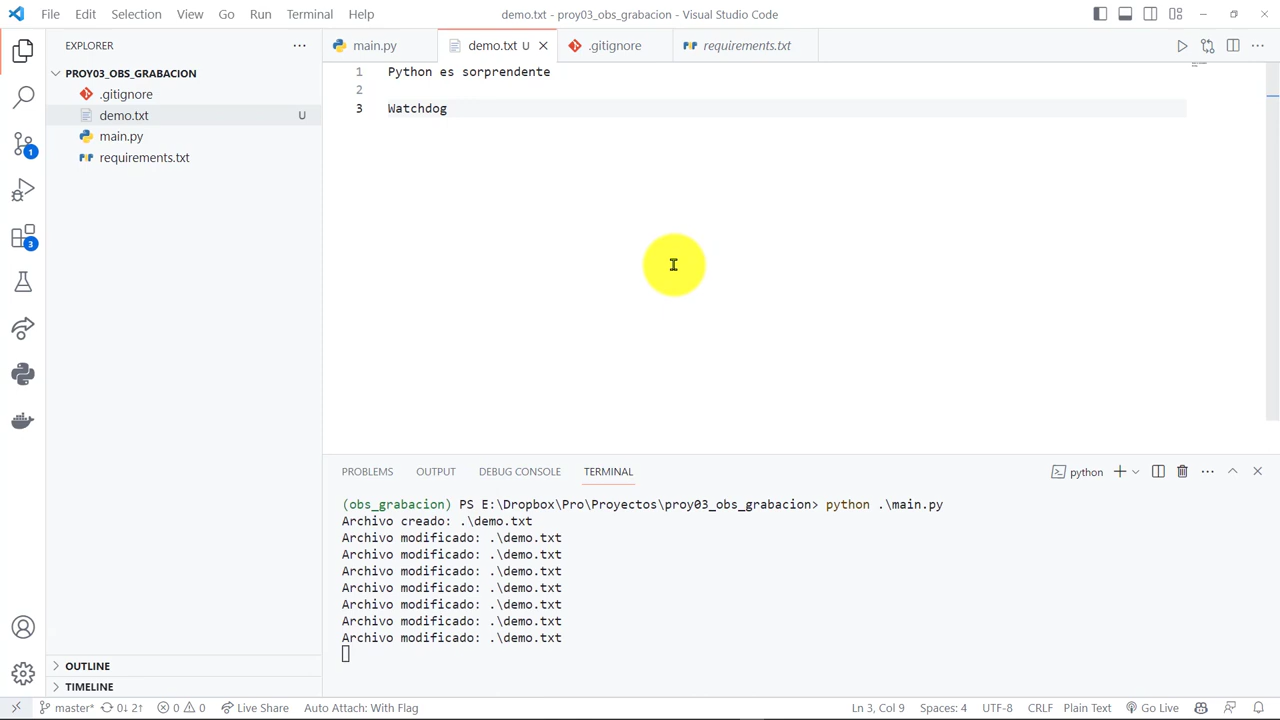 File Edit Selection View Go Run Terminal Help
demo.txt - proy03_obs_grabacion - Visual Studio Code
EXPLORER
main.py
demo.txt U
.gitignore
requirements.txt
PROY03_OBS_GRABACION
.gitignore
demo.txt U
main.py
requirements.txt
1 Python es sorprendente
2
3 Watchdog
1
3
PROBLEMS OUTPUT DEBUG CONSOLE TERMINAL
python
(obs_grabacion) PS E:\Dropbox\Pro\Proyectos\proy03_obs_grabacion> python .\main.py
Archivo creado: .\demo.txt
Archivo modificado: .\demo.txt
Archivo modificado: .\demo.txt
Archivo modificado: .\demo.txt
Archivo modificado: .\demo.txt
Archivo modificado: .\demo.txt
Archivo modificado: .\demo.txt
Archivo modificado: .\demo.txt
OUTLINE
TIMELINE
master* 0↓ 2↑ 0 0 Live Share Auto Attach: With Flag Ln 3, Col 9 Spaces: 4 UTF-8 CRLF Plain Text Go Live